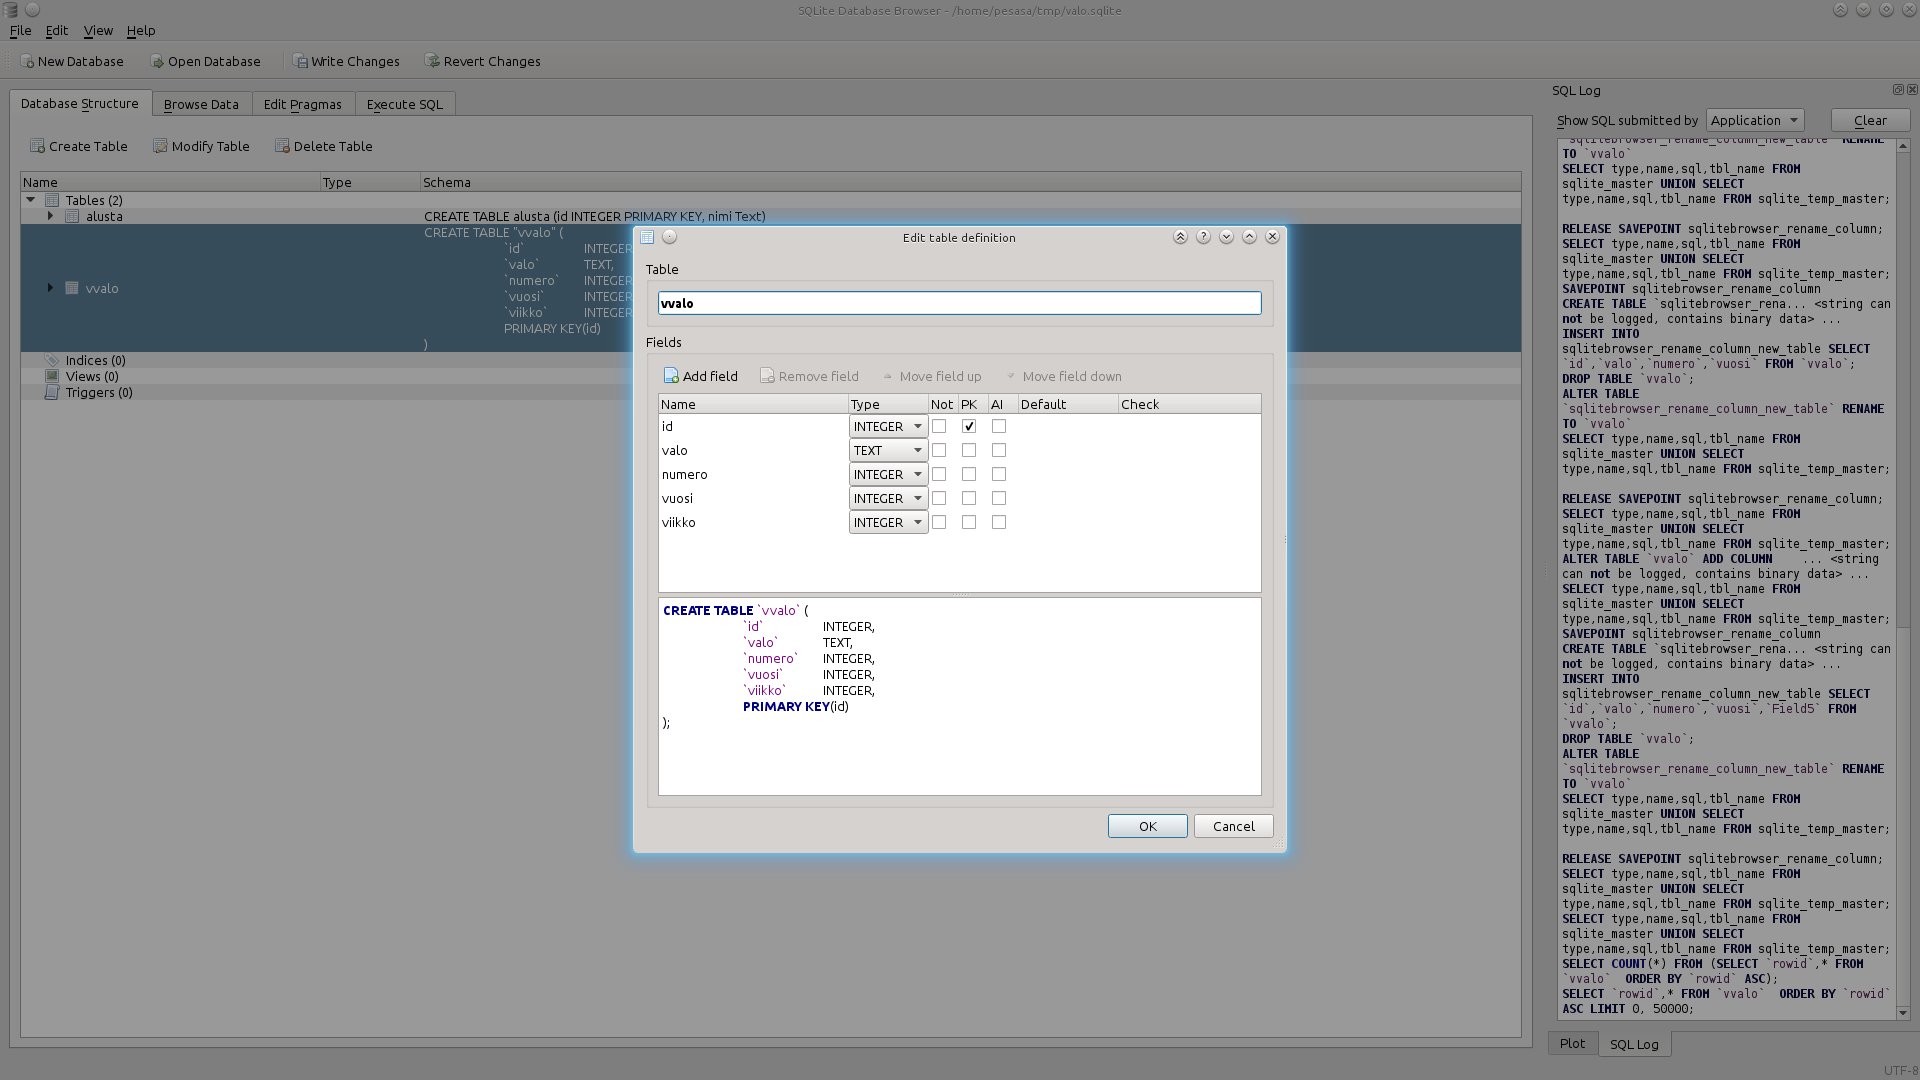 SQLite Database Browser - /home/pesasa/tmp/valo.sqlite
File Edit View Help
New Database Open Database Write Changes Revert Changes
Database Structure Browse Data Edit Pragmas Execute SQL
Create Table Modify Table Delete Table
Name Type Schema
Tables (2)
alusta CREATE TABLE alusta (id INTEGER PRIMARY KEY, nimi Text)
vvalo
CREATE TABLE "vvalo" (
`id` INTEGER
`valo` TEXT,
`numero` INTEGER
`vuosi` INTEGER
`viikko` INTEGER
PRIMARY KEY(id)
)
Indices (0)
Views (0)
Triggers (0)
Edit table definition
Table
vvalo
Fields
Add field Remove field Move field up Move field down
Name Type Not PK AI Default Check
id INTEGER
valo TEXT
numero INTEGER
vuosi INTEGER
viikko INTEGER
CREATE TABLE `vvalo` (
`id` INTEGER,
`valo` TEXT,
`numero` INTEGER,
`vuosi` INTEGER,
`viikko` INTEGER,
PRIMARY KEY(id)
);
OK Cancel
SQL Log
Show SQL submitted by Application Clear
`sqlitebrowser_rename_column_new_table` RENAME
TO `vvalo`
SELECT type,name,sql,tbl_name FROM
sqlite_master UNION SELECT
type,name,sql,tbl_name FROM sqlite_temp_master;
RELEASE SAVEPOINT sqlitebrowser_rename_column;
SELECT type,name,sql,tbl_name FROM
sqlite_master UNION SELECT
type,name,sql,tbl_name FROM sqlite_temp_master;
SAVEPOINT sqlitebrowser_rename_column
CREATE TABLE `sqlitebrowser_rena... <string can
not be logged, contains binary data> ...
INSERT INTO
sqlitebrowser_rename_column_new_table SELECT
`id`,`valo`,`numero`,`vuosi` FROM `vvalo`;
DROP TABLE `vvalo`;
ALTER TABLE
`sqlitebrowser_rename_column_new_table` RENAME
TO `vvalo`
SELECT type,name,sql,tbl_name FROM
sqlite_master UNION SELECT
type,name,sql,tbl_name FROM sqlite_temp_master;
RELEASE SAVEPOINT sqlitebrowser_rename_column;
SELECT type,name,sql,tbl_name FROM
sqlite_master UNION SELECT
type,name,sql,tbl_name FROM sqlite_temp_master;
ALTER TABLE `vvalo` ADD COLUMN ... <string
can not be logged, contains binary data> ...
SELECT type,name,sql,tbl_name FROM
sqlite_master UNION SELECT
type,name,sql,tbl_name FROM sqlite_temp_master;
SAVEPOINT sqlitebrowser_rename_column
CREATE TABLE `sqlitebrowser_rena... <string can
not be logged, contains binary data> ...
INSERT INTO
sqlitebrowser_rename_column_new_table SELECT
`id`,`valo`,`numero`,`vuosi`,`Field5` FROM
`vvalo`;
DROP TABLE `vvalo`;
ALTER TABLE
`sqlitebrowser_rename_column_new_table` RENAME
TO `vvalo`
SELECT type,name,sql,tbl_name FROM
sqlite_master UNION SELECT
type,name,sql,tbl_name FROM sqlite_temp_master;
RELEASE SAVEPOINT sqlitebrowser_rename_column;
SELECT type,name,sql,tbl_name FROM
sqlite_master UNION SELECT
type,name,sql,tbl_name FROM sqlite_temp_master;
SELECT type,name,sql,tbl_name FROM
sqlite_master UNION SELECT
type,name,sql,tbl_name FROM sqlite_temp_master;
SELECT COUNT(*) FROM (SELECT `rowid`,* FROM
`vvalo` ORDER BY `rowid` ASC);
SELECT `rowid`,* FROM `vvalo` ORDER BY `rowid`
ASC LIMIT 0, 50000;
Plot SQL Log
UTF-8